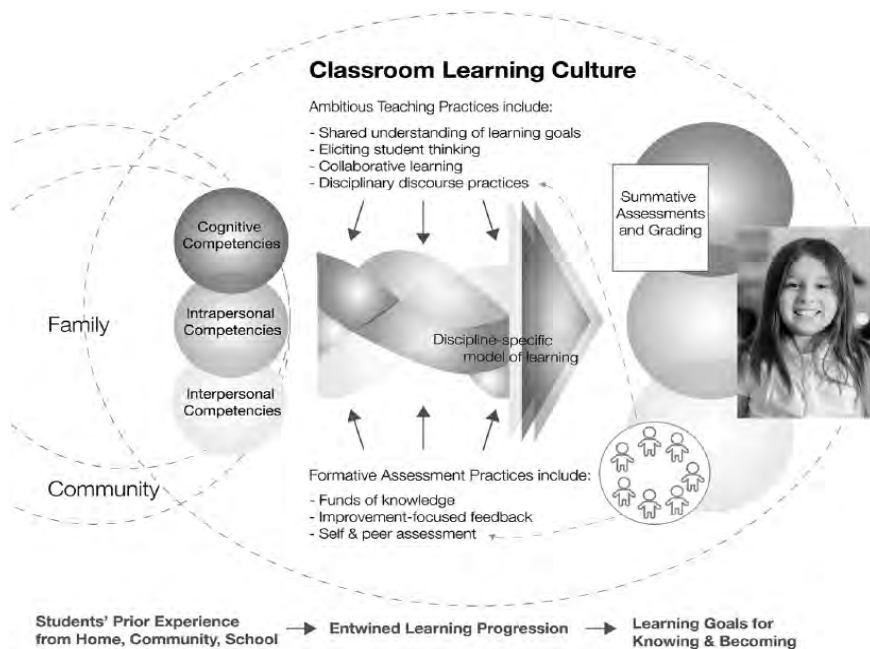 Classroom Learning Culture
Ambitious Teaching Practices include:
- Shared understanding of learning goals
- Eliciting student thinking
- Collaborative learning
- Disciplinary discourse practices
Summative
Assessments
and Grading
Cognitive
Competencies
Family
Intrapersonal
Competencies
Discipline-specific
model of learning
Interpersonal
Competencies
Community
Formative Assessment Practices include:
- Funds of knowledge
- Improvement-focused feedback
- Self & peer assessment
Students' Prior Experience
from Home, Community, School
Entwined Learning Progression
Learning Goals for
Knowing & Becoming